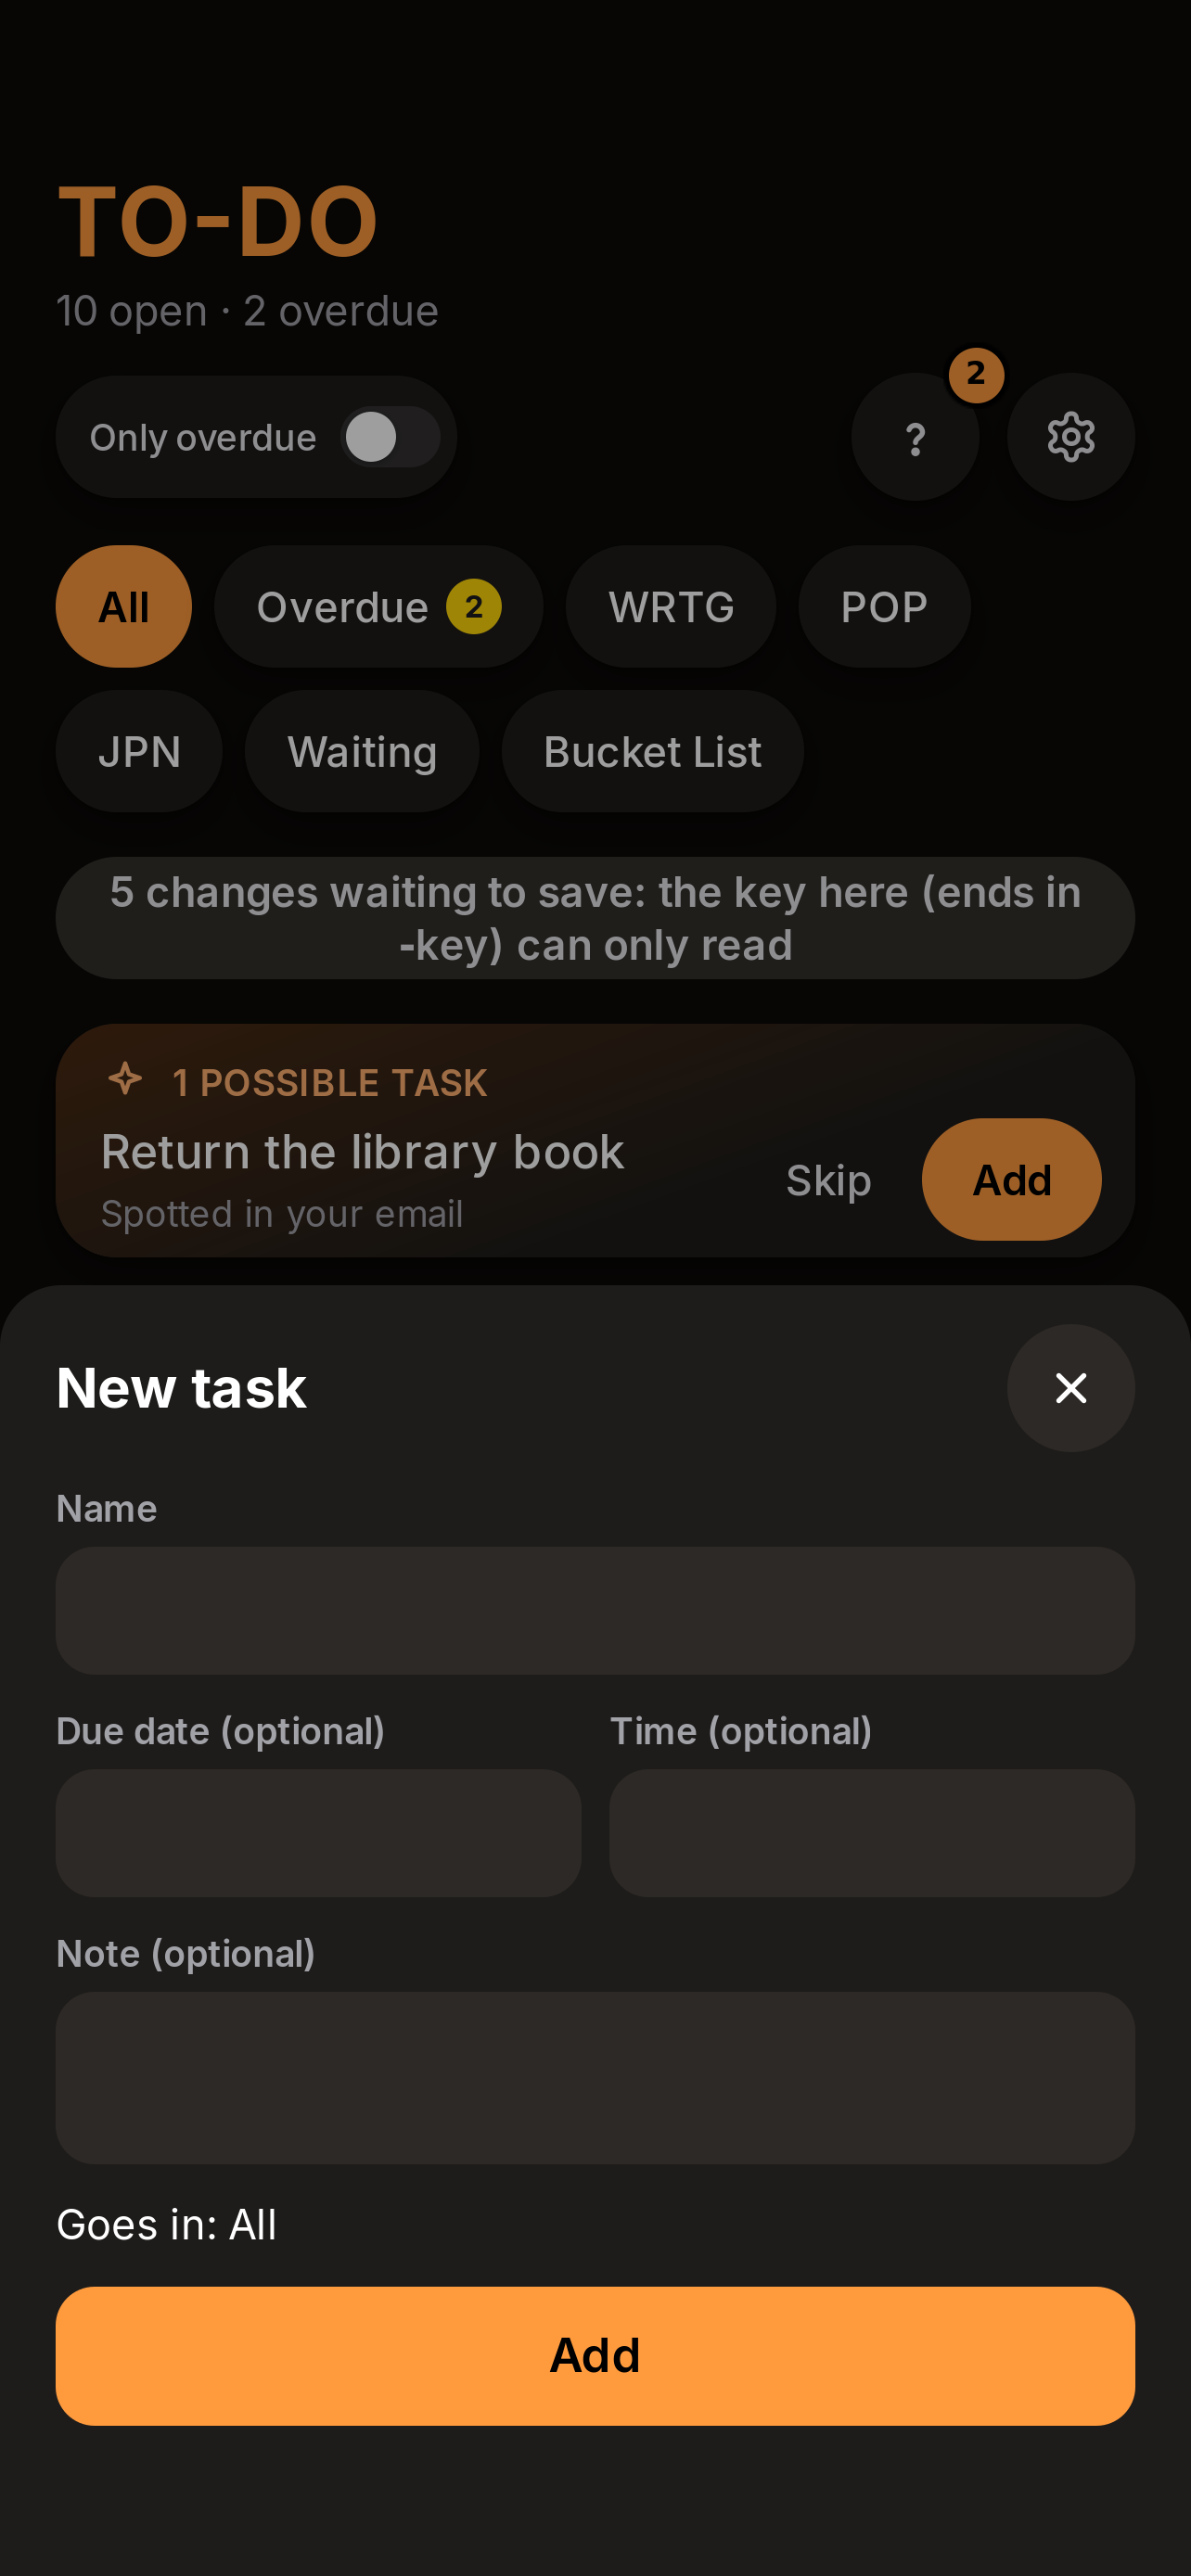 TO-DO
10 open · 2 overdue
Only overdue
?
2
All
Overdue 2
WRTG
POP
JPN
Waiting
Bucket List
5 changes waiting to save: the key here (ends in
-key) can only read
1 POSSIBLE TASK
Return the library book
Spotted in your email
Skip
Add
New task
Name
Due date (optional)
Time (optional)
Note (optional)
Goes in: All
Add